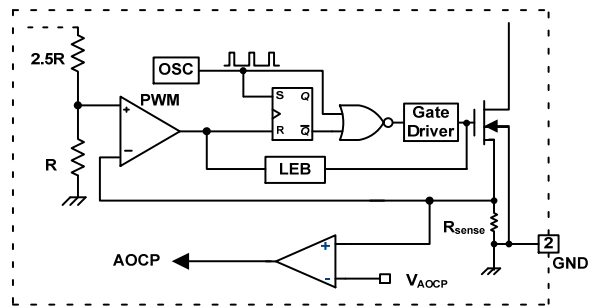 2.5R
OSC
PWM
S Q
R Q̅
Gate
Driver
+
−
R
LEB
Rsense
2
GND
AOCP
+
-
VAOCP